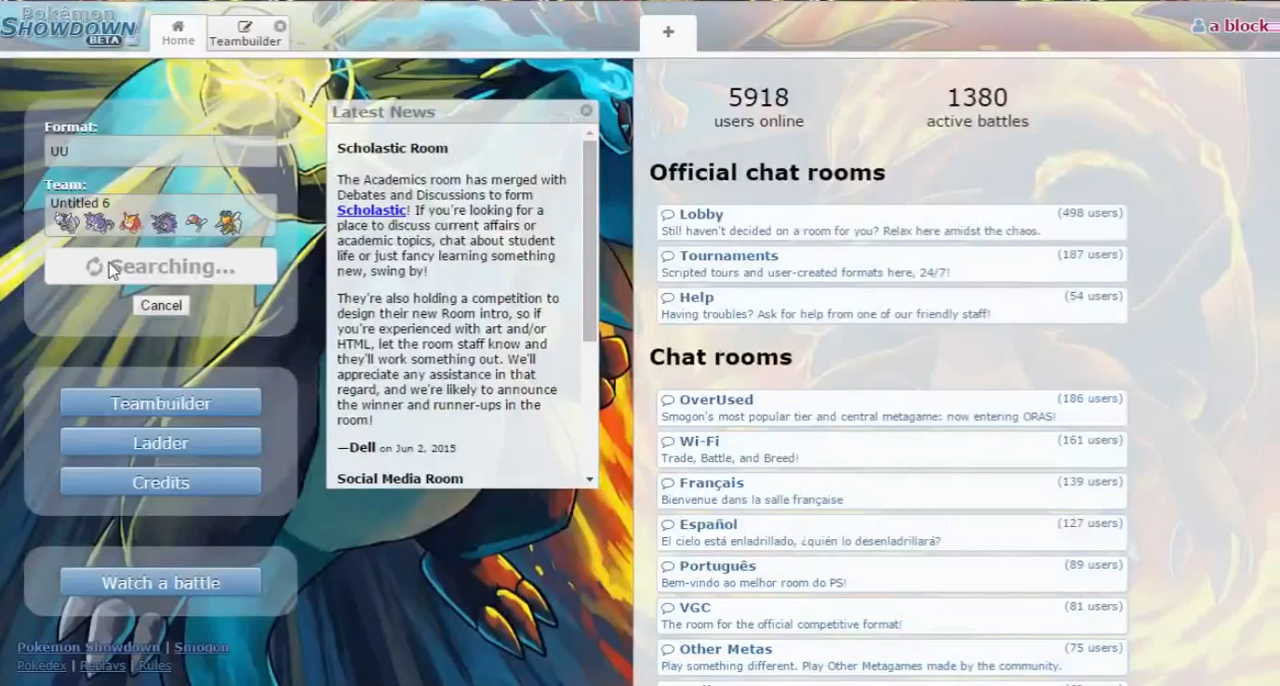 Pokémon
SHOWDOWN
BETA
Home
Teambuilder
+
a block
Format:
UU
Team:
Untitled 6
Searching...
Cancel
Teambuilder
Ladder
Credits
Watch a battle
Pokémon Showdown | Smogon
Pokédex | Replays | Rules
Latest News
Scholastic Room
The Academics room has merged with
Debates and Discussions to form
Scholastic! If you're looking for a
place to discuss current affairs or
academic topics, chat about student
life or just fancy learning something
new, swing by!
They're also holding a competition to
design their new Room intro, so if
you're experienced with art and/or
HTML, let the room staff know and
they'll work something out. We'll
appreciate any assistance in that
regard, and we're likely to announce
the winner and runner-ups in the
room!
—Dell on Jun 2, 2015
Social Media Room
5918
users online
1380
active battles
Official chat rooms
Lobby (498 users)
Still haven't decided on a room for you? Relax here amidst the chaos.
Tournaments (187 users)
Scripted tours and user-created formats here, 24/7!
Help (54 users)
Having troubles? Ask for help from one of our friendly staff!
Chat rooms
OverUsed (186 users)
Smogon's most popular tier and central metagame: now entering ORAS!
Wi-Fi (161 users)
Trade, Battle, and Breed!
Français (139 users)
Bienvenue dans la salle française
Español (127 users)
El cielo está enladrillado, ¿quién lo desenladrillará?
Português (89 users)
Bem-vindo ao melhor room do PS!
VGC (81 users)
The room for the official competitive format!
Other Metas (75 users)
Play something different. Play Other Metagames made by the community.